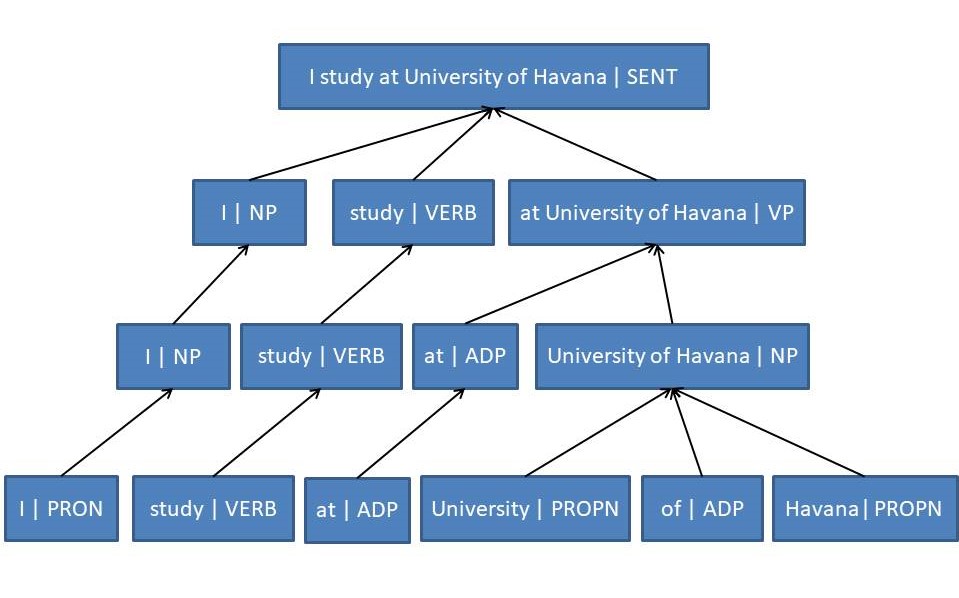 I study at University of Havana | SENT
I | NP
study | VERB
at University of Havana | VP
I | NP
study | VERB
at | ADP
University of Havana | NP
I | PRON
study | VERB
at | ADP
University | PROPN
of | ADP
Havana| PROPN